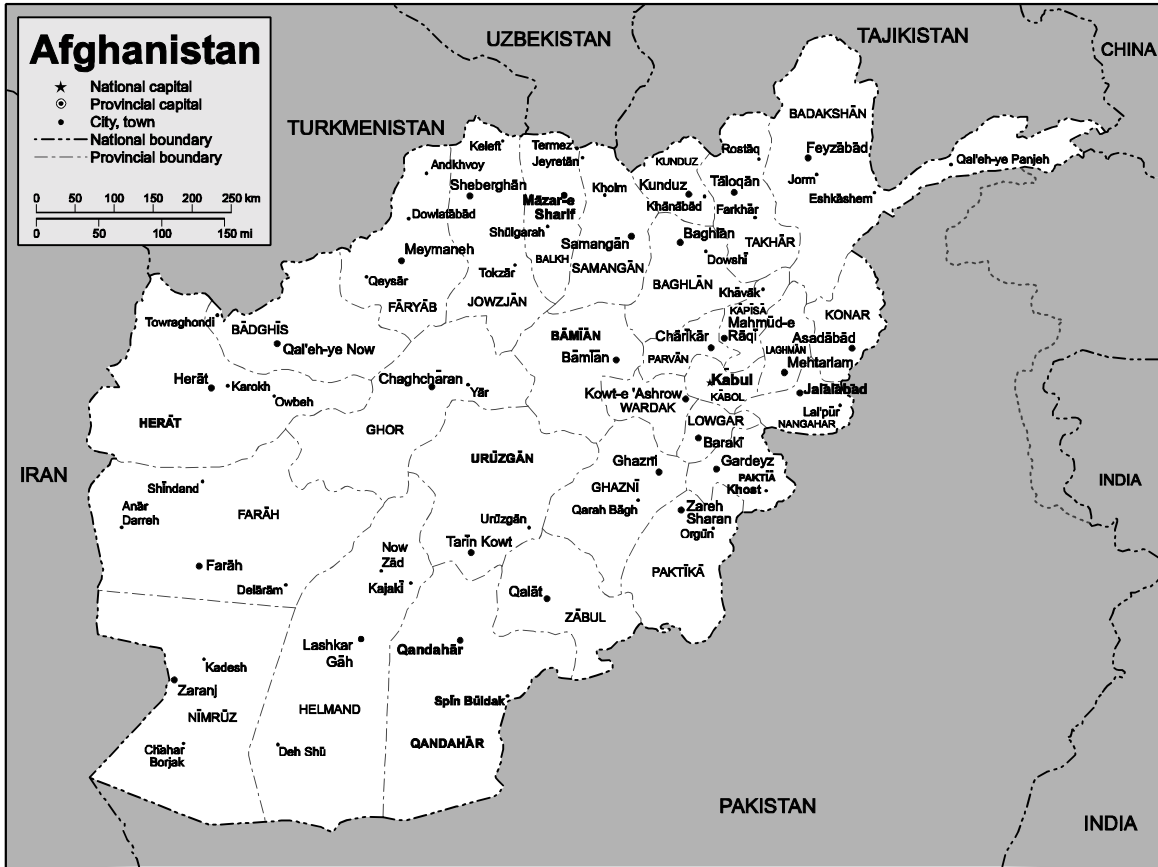 Afghanistan
National capital
Provincial capital
City, town
National boundary
Provincial boundary
0 50 100 150 200 250 km
0 50 100 150 mi
UZBEKISTAN
TAJIKISTAN
CHINA
TURKMENISTAN
IRAN
PAKISTAN
INDIA
INDIA
BADAKSHĀN
Feyzābād
Qal'eh-ye Panjeh
Jorm
Eshkāshem
Rostāq
Tāloqān
Farkhār
TAKHĀR
KUNDUZ
Kunduz
Khānābād
Keleft
Termez
Jeyretān
Andkhvoy
Sheberghān
Māzar-e
Sharif
Kholm
Dowlatābād
Shūlgarah
Samangān
BALKH
SAMANGĀN
Baghlān
Dowshī
BAGHLĀN
Khāvāk
Meymaneh
Qeysār
FĀRYĀB
Tokzār
JOWZJĀN
Towraghondi
BĀDGHĪS
Qal'eh-ye Now
Herāt
Karokh
Owbeh
HERĀT
Chaghcharān
Yār
GHOR
BĀMĪĀN
Bāmīān
Chārīkār
PARVĀN
KĀPĪSĀ
Mahmūd-e
Rāqī
KONAR
Asadābād
LAGHMĀN
Mehtarlām
Kabul
KĀBOL
Jalālābād
Lal'pūr
NANGAHAR
Kowt-e 'Ashrow
WARDAK
LOWGAR
Barakī
URŪZGĀN
Ghaznī
GHAZNĪ
Qarah Bāgh
Gardeyz
PAKTĪĀ
Khost
Zareh
Sharan
Orgūn
PAKTĪKĀ
Shīndand
Anār
Darreh
FARĀH
Farāh
Delārām
Now
Zād
Kajakī
Urūzgān
Tarīn Kowt
Qalāt
ZĀBUL
Lashkar
Gāh
Qandahār
Kadesh
Zaranj
NĪMRŪZ
Chahar
Borjak
HELMAND
Deh Shū
Spīn Būldak
QANDAHĀR